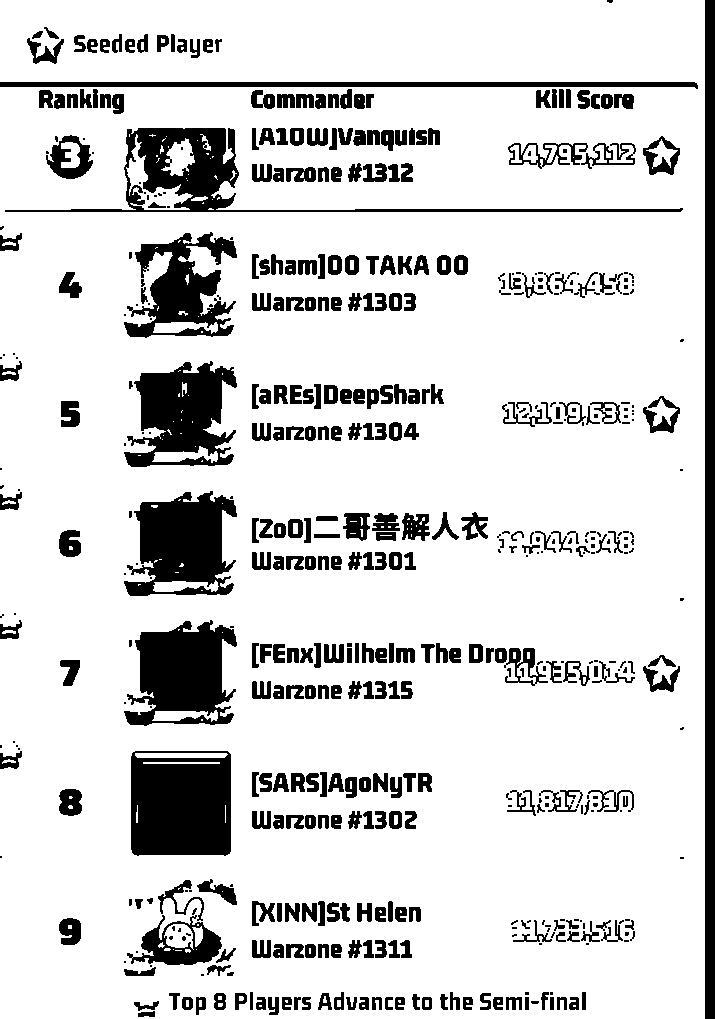 Seeded Player
Ranking Commander Kill Score
3 [A10W]Vanquish 14,795,112
Warzone #1312
4 [sham]OO TAKA OO 13,864,458
Warzone #1303
5 [aREs]DeepShark 12,109,638
Warzone #1304
6 [ZoO]二哥善解人衣 11,944,848
Warzone #1301
7 [FEnx]Wilhelm The Droog 11,935,014
Warzone #1315
8 [SARS]AgoNyTR 11,817,810
Warzone #1302
9 [XINN]St Helen 11,733,516
Warzone #1311
Top 8 Players Advance to the Semi-final